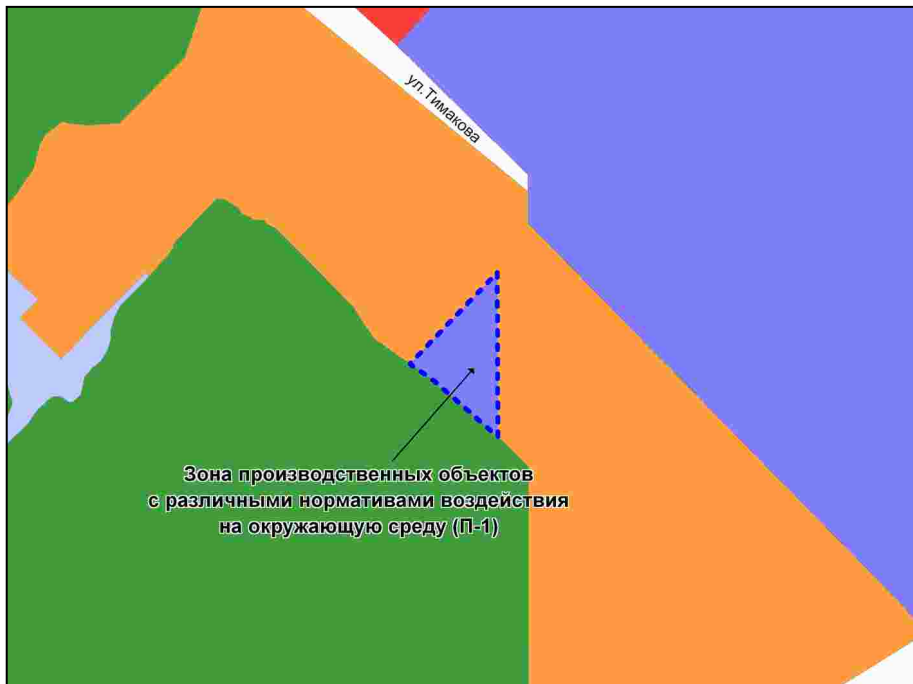 ул.Тимакова
Зона производственных объектов
с различными нормативами воздействия
на окружающую среду (П-1)